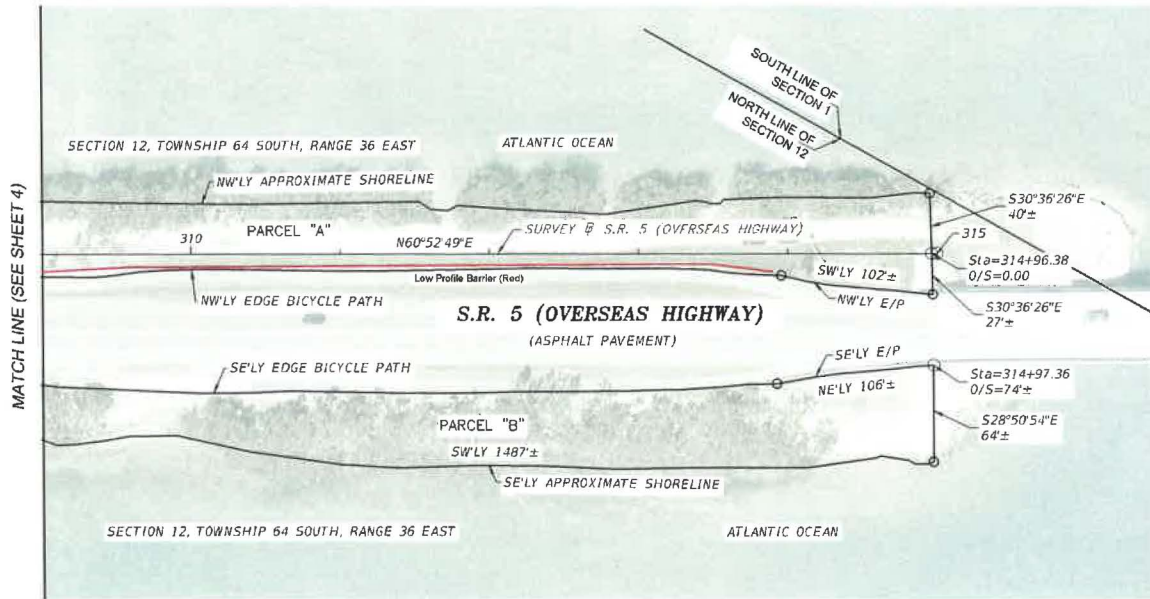 SOUTH LINE OF
SECTION 1
NORTH LINE OF
SECTION 12
SECTION 12, TOWNSHIP 64 SOUTH, RANGE 36 EAST
ATLANTIC OCEAN
NW'LY APPROXIMATE SHORELINE
S30°36'26"E
40'±
MATCH LINE (SEE SHEET 4)
PARCEL "A"
310
N60°52'49"E
SURVEY ℄ S.R. 5 (OVERSEAS HIGHWAY)
315
Sta=314+96.38
O/S=0.00
Low Profile Barrier (Red)
SW'LY 102'±
NW'LY EDGE BICYCLE PATH
NW'LY E/P
S30°36'26"E
27'±
S.R. 5 (OVERSEAS HIGHWAY)
(ASPHALT PAVEMENT)
SE'LY EDGE BICYCLE PATH
SE'LY E/P
NE'LY 106'±
Sta=314+97.36
O/S=74'±
PARCEL "B"
S28°50'54"E
64'±
SW'LY 1487'±
SE'LY APPROXIMATE SHORELINE
SECTION 12, TOWNSHIP 64 SOUTH, RANGE 36 EAST
ATLANTIC OCEAN